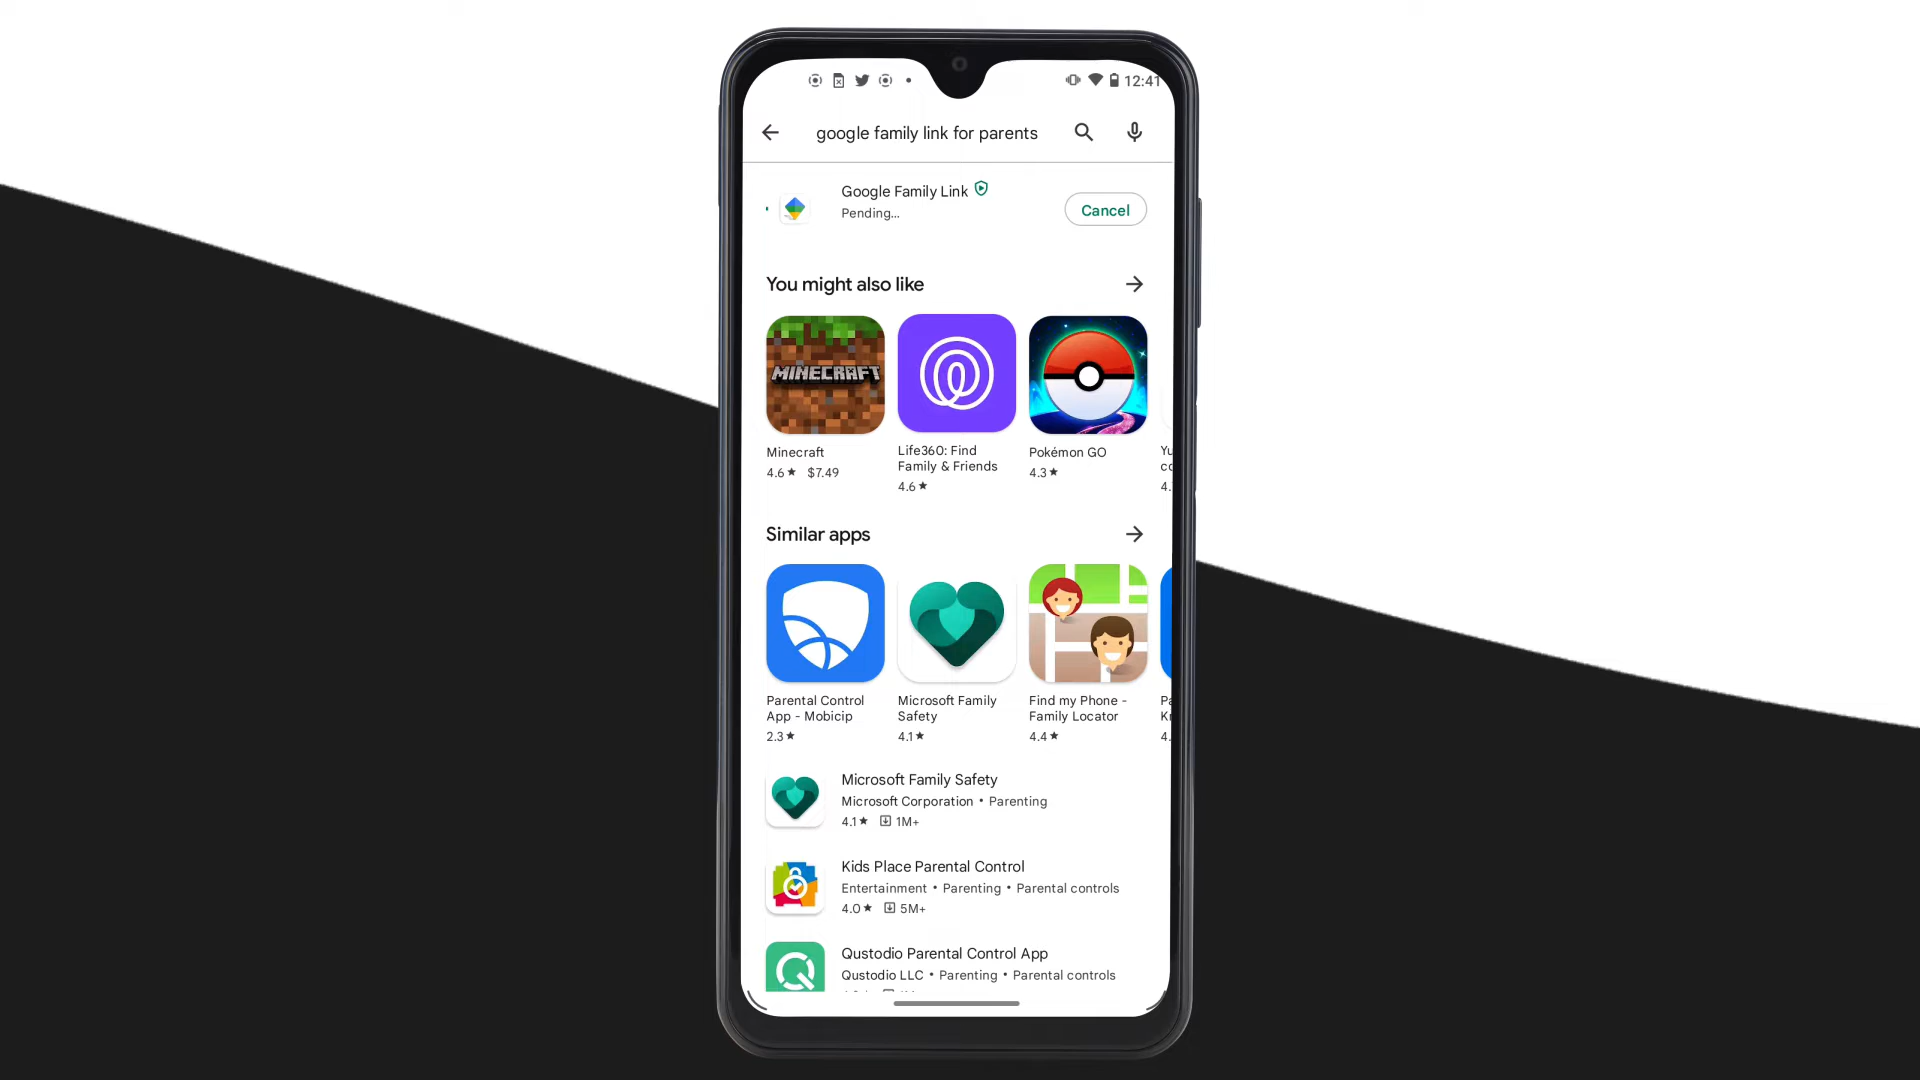 12:41
google family link for parents
Google Family Link
Pending...
Cancel
You might also like
MINECRAFT
Minecraft
4.6★ $7.49
Life360: Find
Family & Friends
4.6★
Pokémon GO
4.3★
Similar apps
Parental Control
App - Mobicip
2.3★
Microsoft Family
Safety
4.1★
Find my Phone -
Family Locator
4.4★
Microsoft Family Safety
Microsoft Corporation • Parenting
4.1★ 1M+
Kids Place Parental Control
Entertainment • Parenting • Parental controls
4.0★ 5M+
Qustodio Parental Control App
Qustodio LLC • Parenting • Parental controls